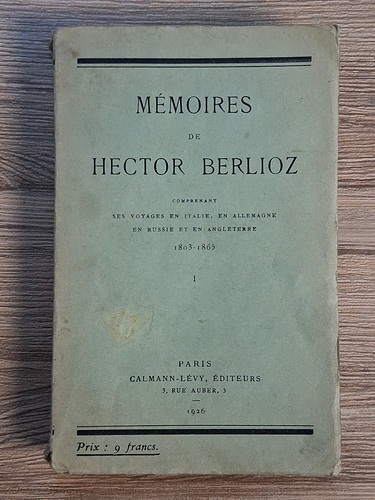 MÉMOIRES
DE
HECTOR BERLIOZ
COMPRENANT
SES VOYAGES EN ITALIE, EN ALLEMAGNE
EN RUSSIE ET EN ANGLETERRE
1803-1865
I
PARIS
CALMANN-LÉVY, ÉDITEURS
3, RUE AUBER, 3
1926
Prix : 9 francs.